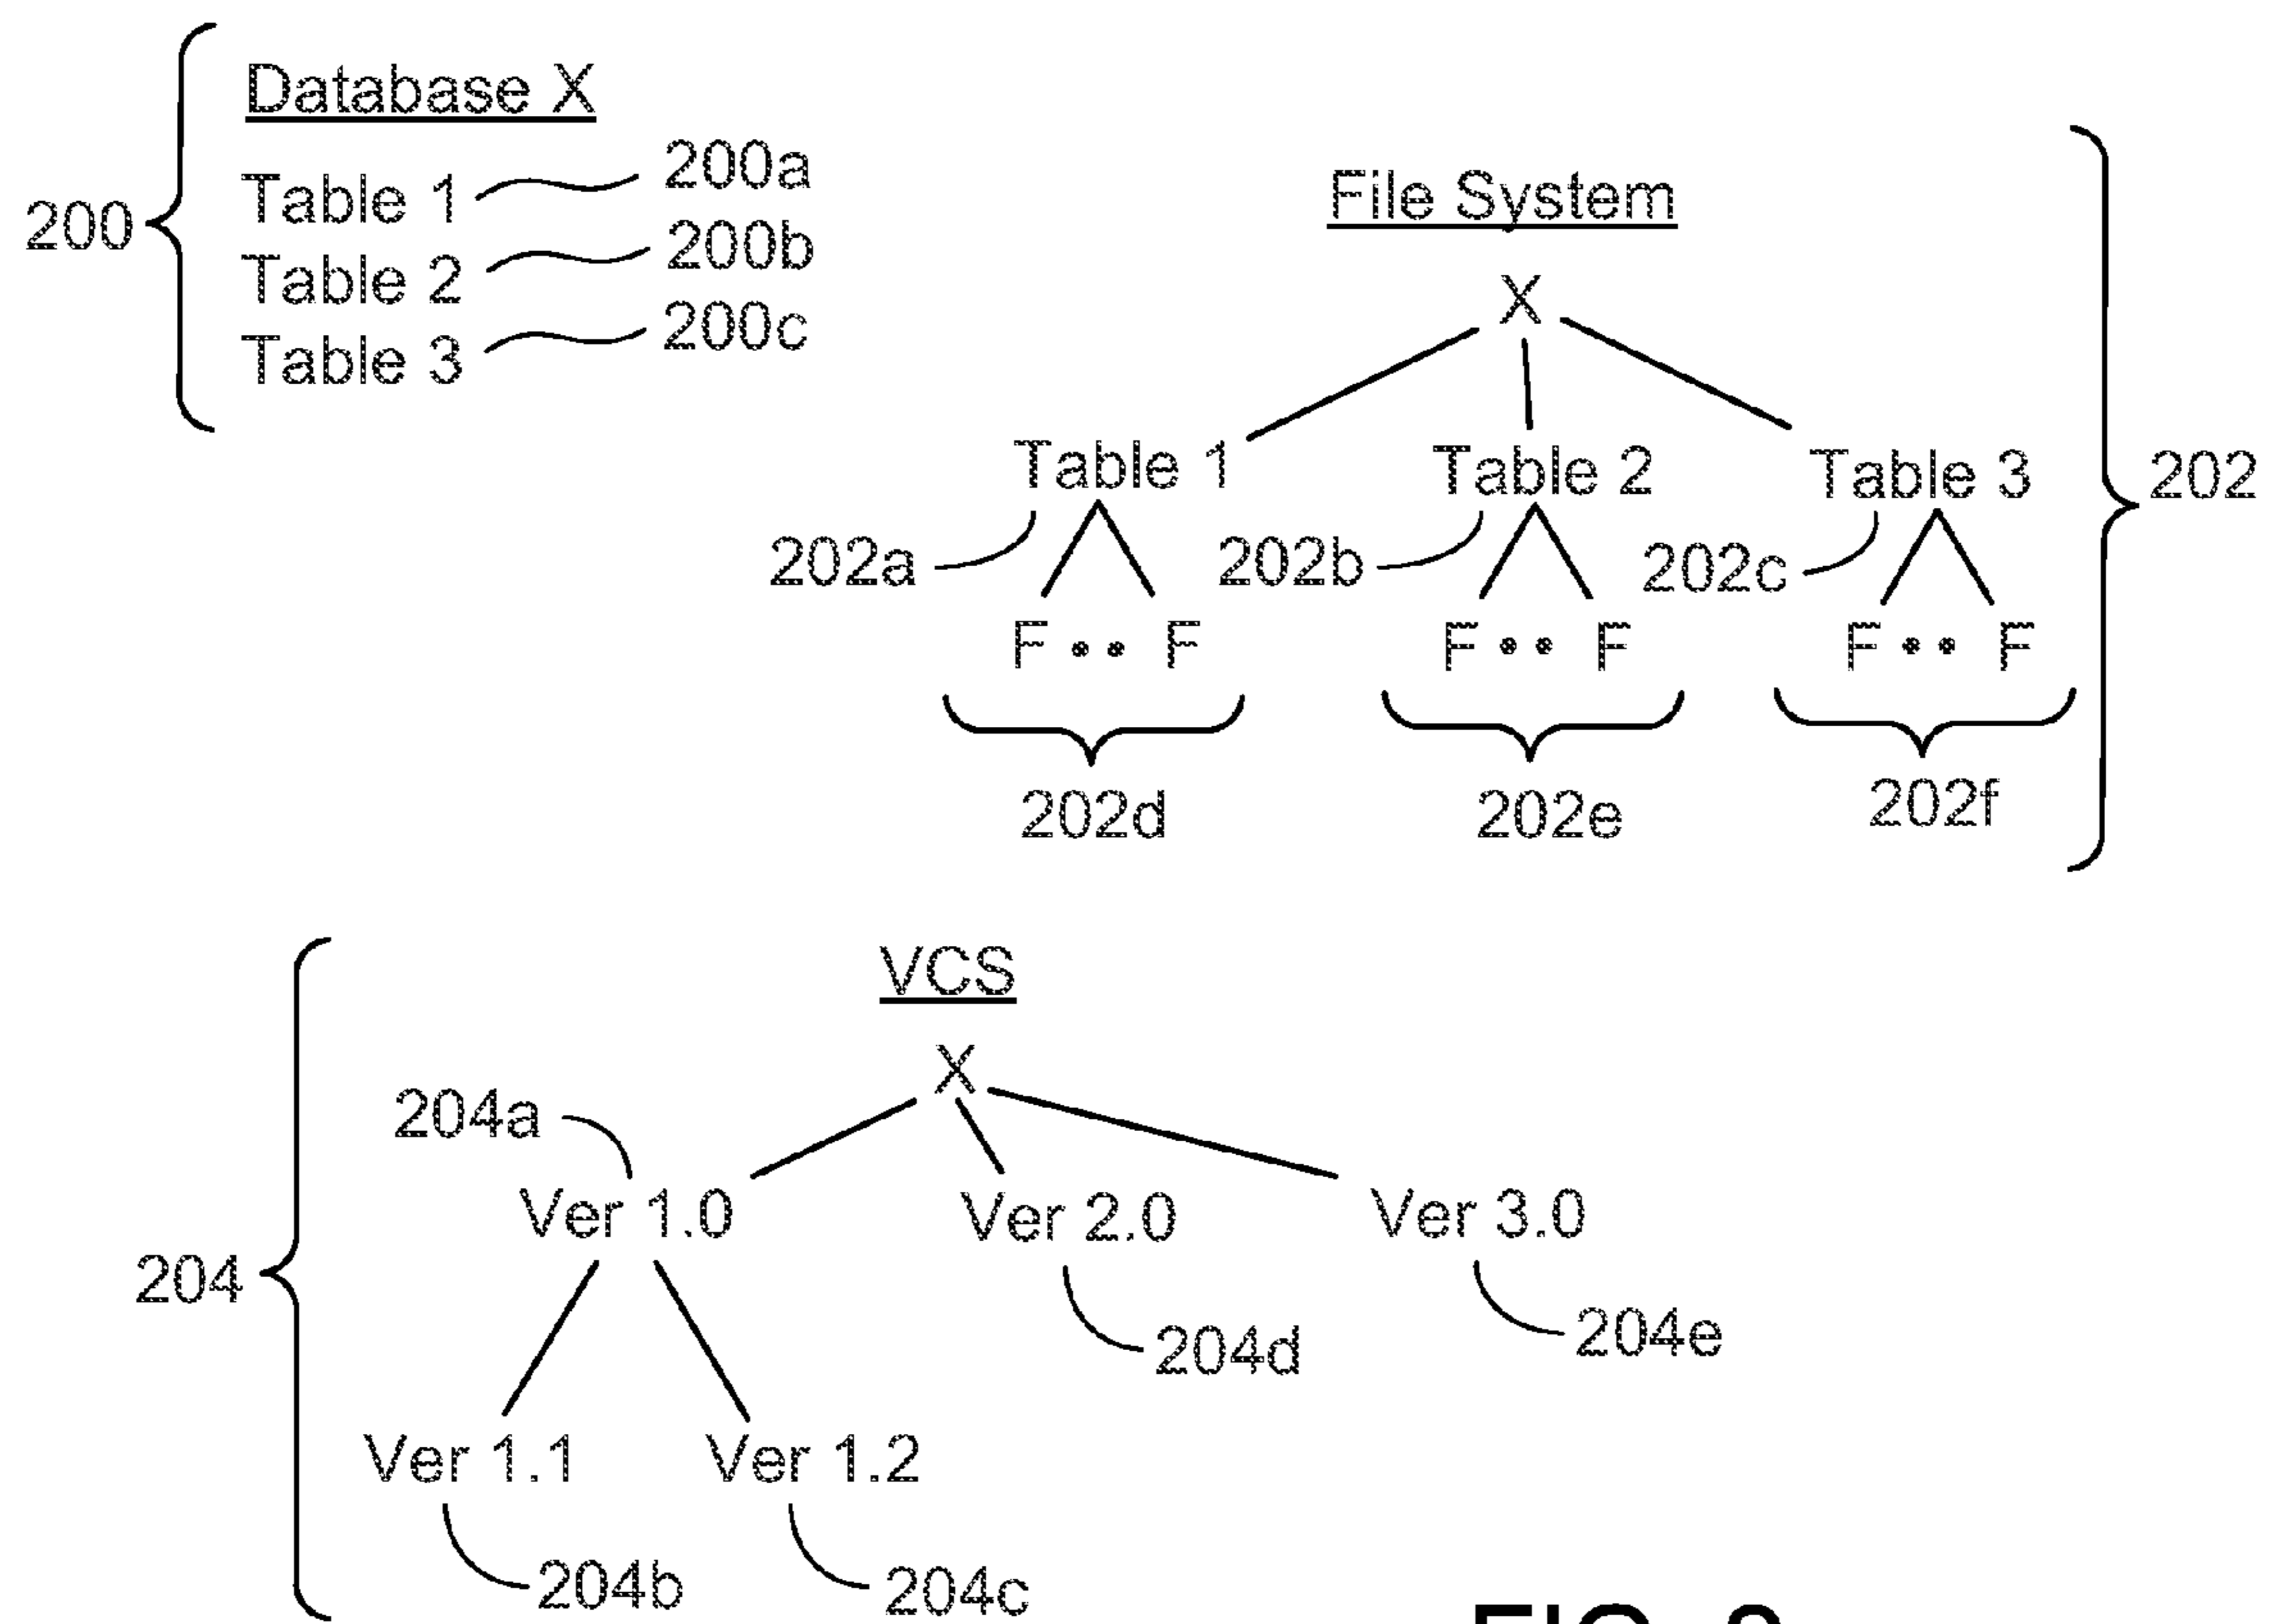 Database X
200
Table 1 200a
Table 2 200b
Table 3 200c
File System
X
Table 1 Table 2 Table 3
202
202a 202b 202c
F •• F F •• F F •• F
202d 202e 202f
VCS
X
204a
Ver 1.0 Ver 2.0 Ver 3.0
204
204d 204e
Ver 1.1 Ver 1.2
204b 204c